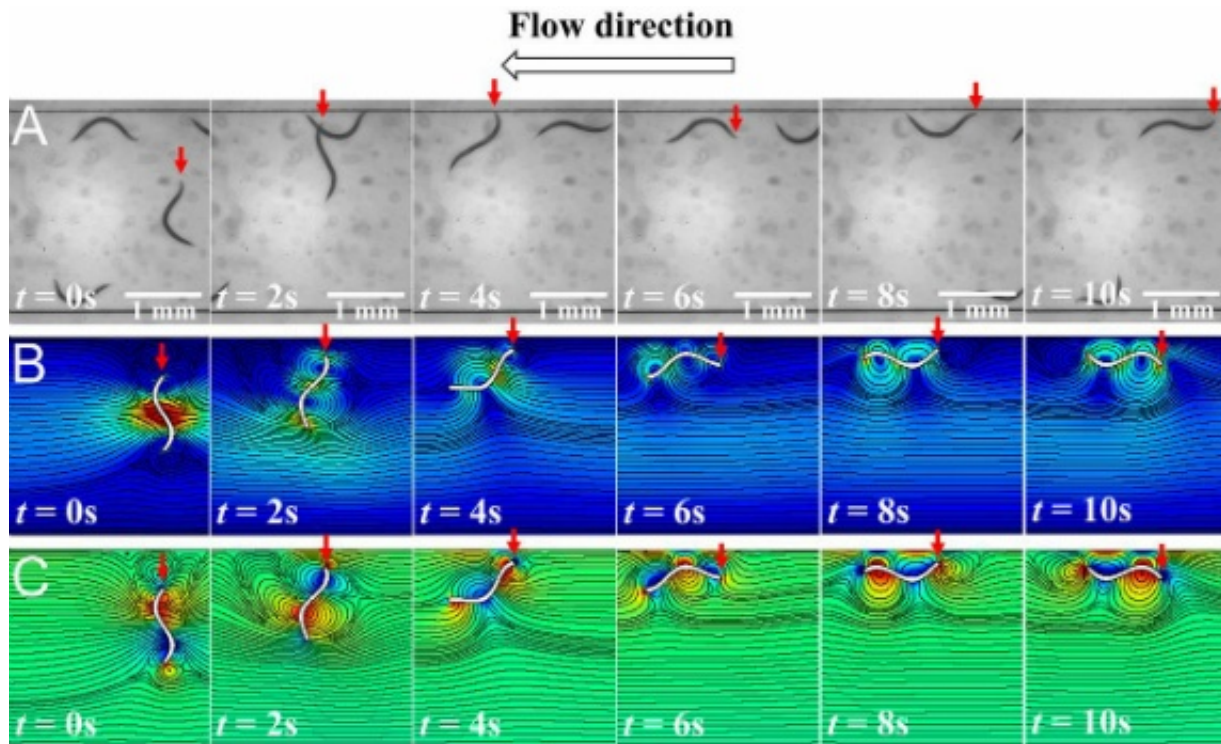 Flow direction
A
t = 0s
1 mm
t = 2s
1 mm
t = 4s
1 mm
t = 6s
1 mm
t = 8s
1 mm
t = 10s
1 mm
B
t = 0s
t = 2s
t = 4s
t = 6s
t = 8s
t = 10s
C
t = 0s
t = 2s
t = 4s
t = 6s
t = 8s
t = 10s